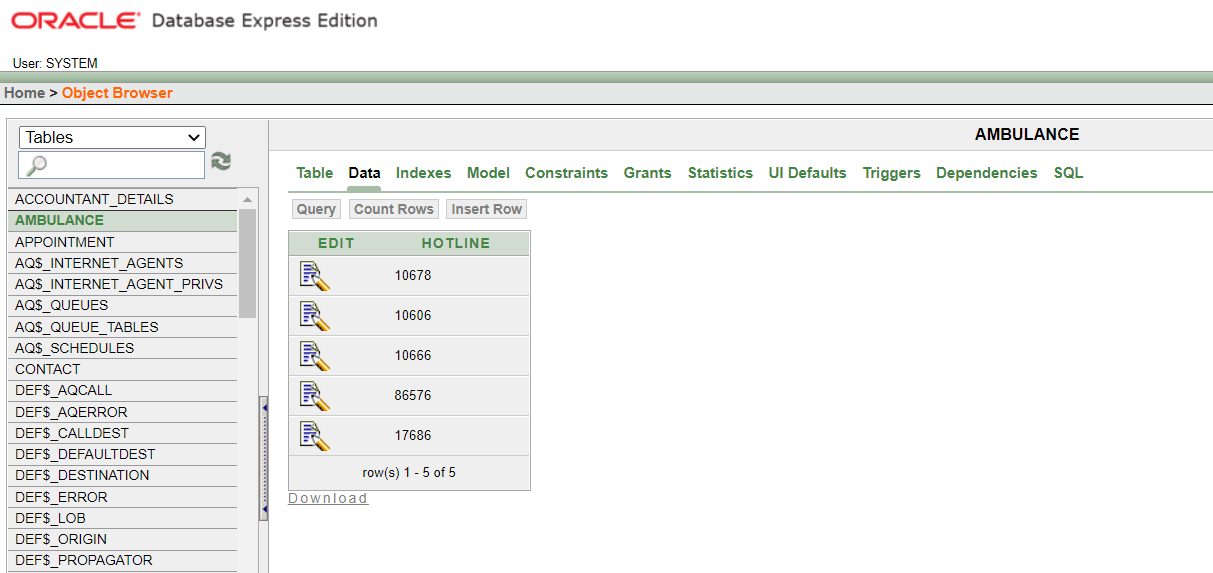 ORACLE Database Express Edition
User: SYSTEM
Home > Object Browser
Tables
ACCOUNTANT_DETAILS
AMBULANCE
APPOINTMENT
AQ$_INTERNET_AGENTS
AQ$_INTERNET_AGENT_PRIVS
AQ$_QUEUES
AQ$_QUEUE_TABLES
AQ$_SCHEDULES
CONTACT
DEF$_AQCALL
DEF$_AQERROR
DEF$_CALLDEST
DEF$_DEFAULTDEST
DEF$_DESTINATION
DEF$_ERROR
DEF$_LOB
DEF$_ORIGIN
DEF$_PROPAGATOR
AMBULANCE
Table Data Indexes Model Constraints Grants Statistics UI Defaults Triggers Dependencies SQL
Query Count Rows Insert Row
EDIT HOTLINE
10678
10606
10666
86576
17686
row(s) 1 - 5 of 5
Download